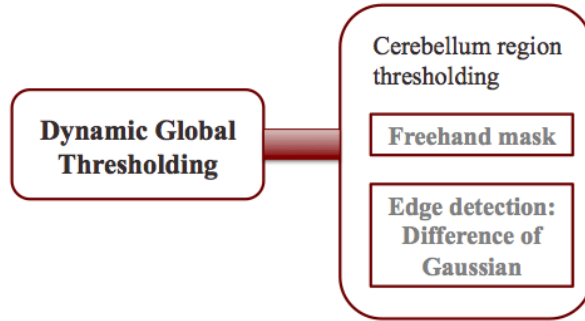 Dynamic Global
Thresholding
Cerebellum region
thresholding
Freehand mask
Edge detection:
Difference of
Gaussian